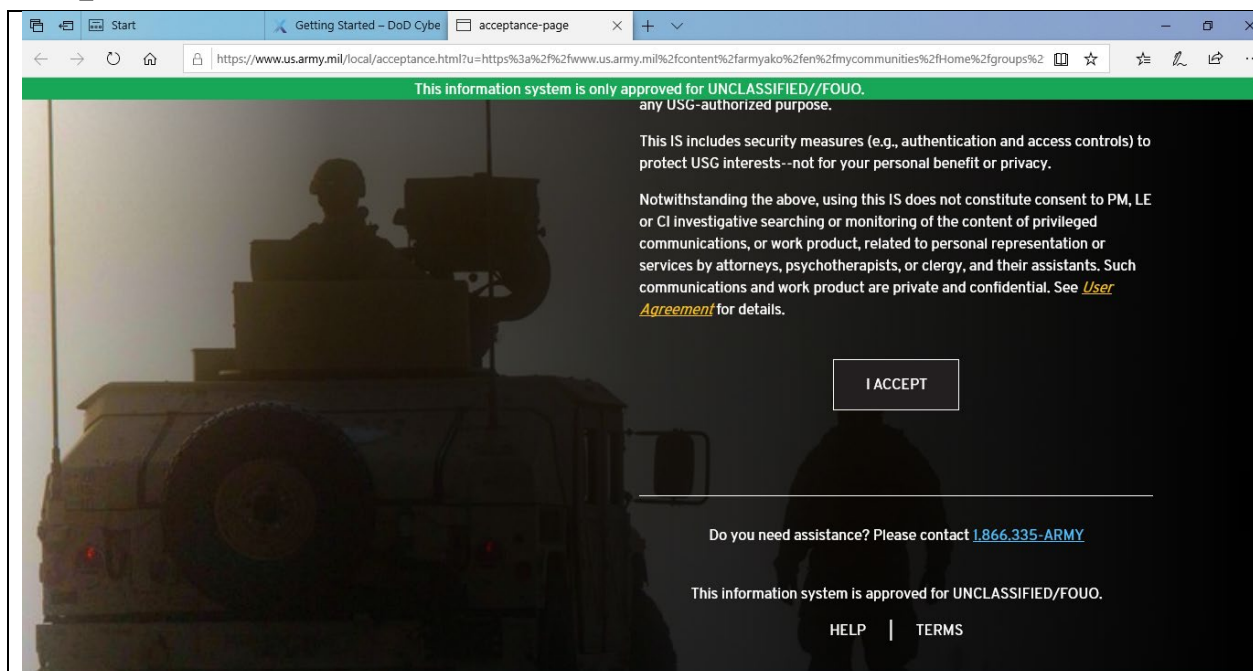 Start
Getting Started – DoD Cybe
acceptance-page
https://www.us.army.mil/local/acceptance.html?u=https%3a%2f%2fwww.us.army.mil%2fcontent%2farmyako%2fen%2fmycommunities%2fHome%2fgroups%2
This information system is only approved for UNCLASSIFIED//FOUO.
any USG-authorized purpose.
This IS includes security measures (e.g., authentication and access controls) to
protect USG interests--not for your personal benefit or privacy.
Notwithstanding the above, using this IS does not constitute consent to PM, LE
or CI investigative searching or monitoring of the content of privileged
communications, or work product, related to personal representation or
services by attorneys, psychotherapists, or clergy, and their assistants. Such
communications and work product are private and confidential. See User
Agreement for details.
I ACCEPT
Do you need assistance? Please contact 1.866.335-ARMY
This information system is approved for UNCLASSIFIED/FOUO.
HELP | TERMS